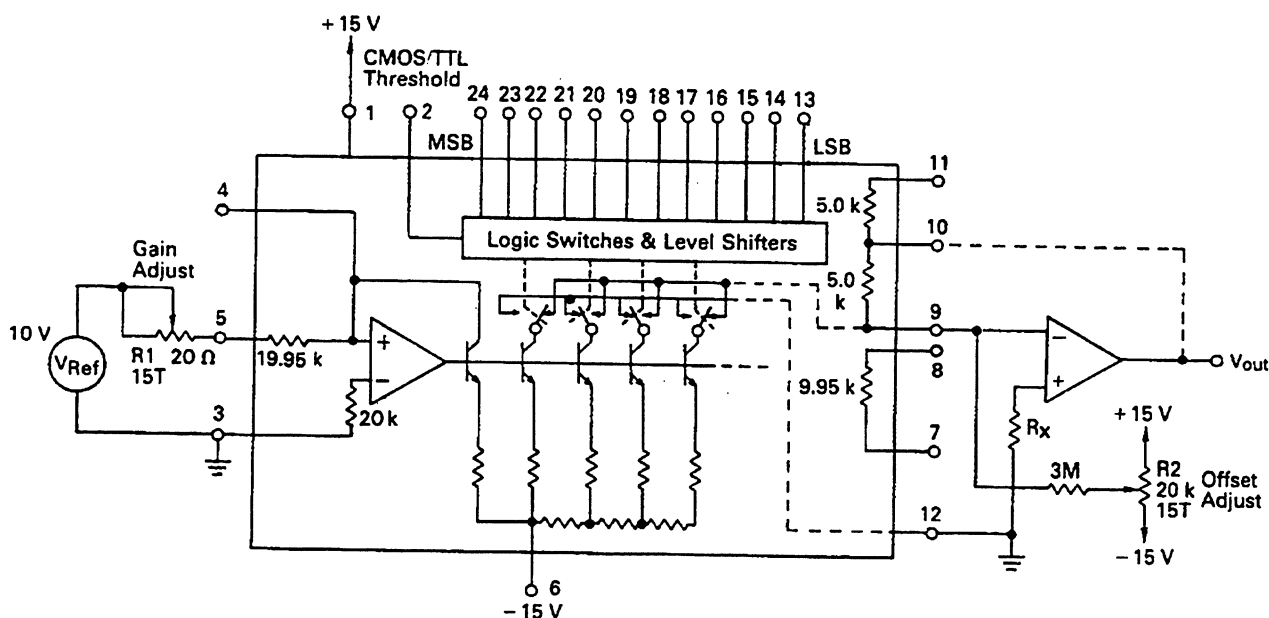 +15 V
CMOS/TTL
Threshold
1
2
24
23
22
21
20
19
18
17
16
15
14
13
MSB
LSB
11
4
5.0 k
10
Logic Switches & Level Shifters
Gain
Adjust
5.0
k
5
9
10 V
VRef
R1
15T
20 Ω
19.95 k
+
−
−
+
8
Vout
9.95 k
20 k
3
7
RX
+15 V
3M
R2
20 k
15T
Offset
Adjust
12
−15 V
6
−15 V